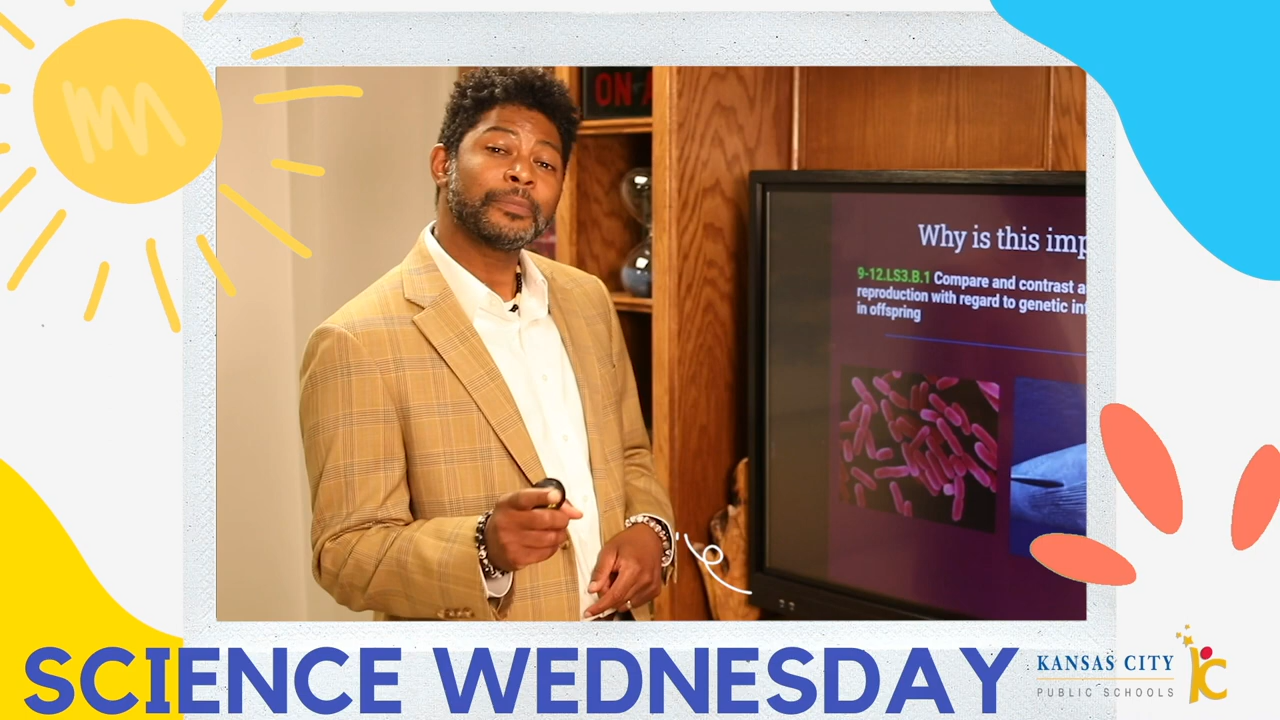 ON A
Why is this imp
9-12.LS3.B.1 Compare and contrast a
reproduction with regard to genetic in
in offspring
SCIENCE WEDNESDAY
KANSAS CITY
PUBLIC SCHOOLS